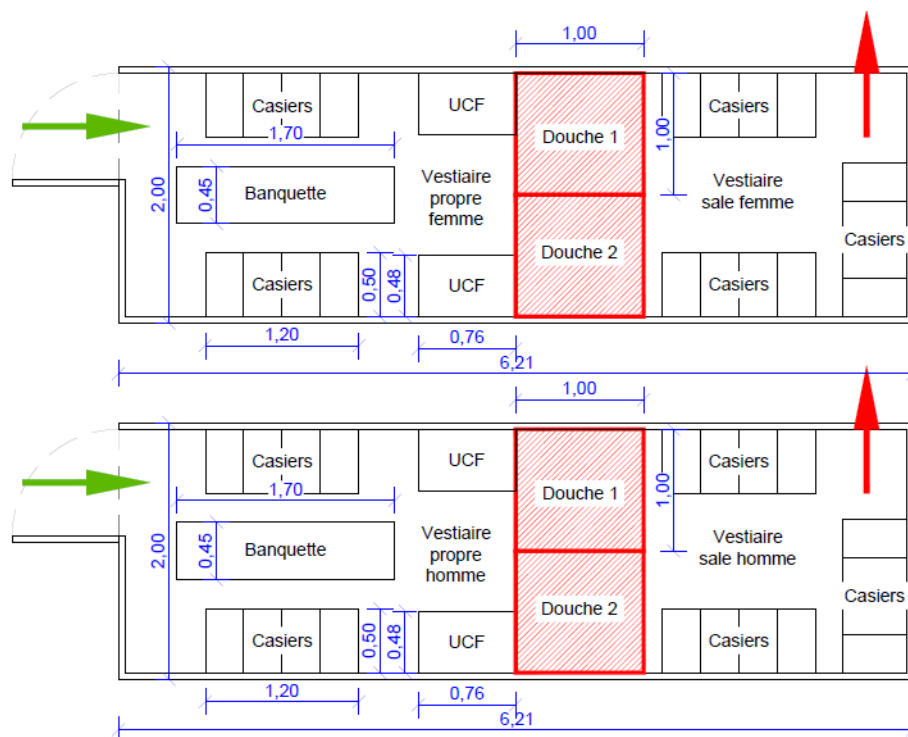 1,00
Casiers
UCF
Douche 1
Casiers
1,70
1,00
2,00
0,45
Banquette
Vestiaire
propre
femme
Vestiaire
sale femme
Casiers
Douche 2
Casiers
0,50
0,48
UCF
Casiers
1,20
0,76
6,21
1,00
Casiers
UCF
Douche 1
Casiers
1,70
1,00
2,00
0,45
Banquette
Vestiaire
propre
homme
Vestiaire
sale homme
Casiers
Douche 2
Casiers
0,50
0,48
UCF
Casiers
1,20
0,76
6,21